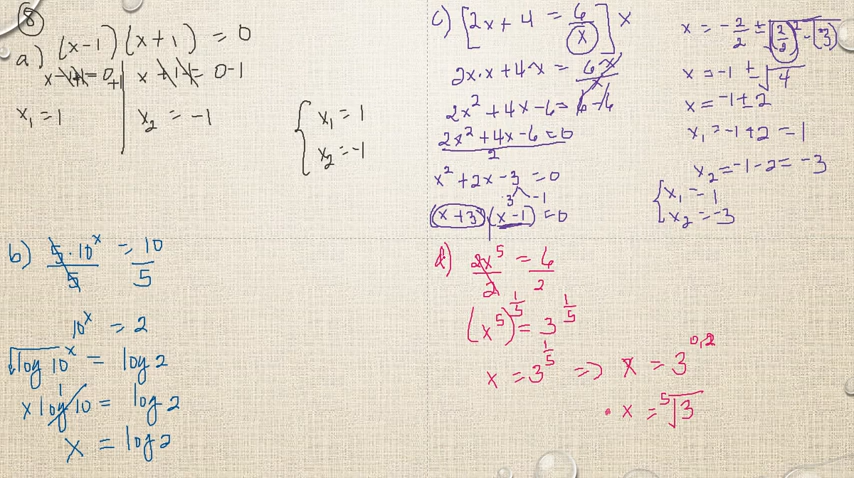 8
a) (x-1)(x+1) = 0
x-1+1=0+1 | x+1-1=0-1
x₁=1 | x₂ = -1
{ x₁ = 1
x₂ = -1
b) 5·10^x/5 = 10/5
10^x = 2
log 10^x = log 2
x log 10 = log 2
1
x = log 2
c) [2x+4 = 6/x] x
2x·x+4·x = 6x/x
2x²+4x-6= 6-6
2x²+4x-6=0
2
x²+2x-3=0
3 -1
(x+3)(x-1)=0
x = -2/2 ± √((2/2)²-(3))
x=-1 ± √4
x=-1±2
x₁=-1+2=1
x₂=-1-2=-3
{ x₁ = 1
x₂ = -3
d) 2x⁵/2 = 6/2
(x⁵)^1/5 = 3^1/5
x = 3^1/5 => x = 3^0,2
· x = ⁵√3